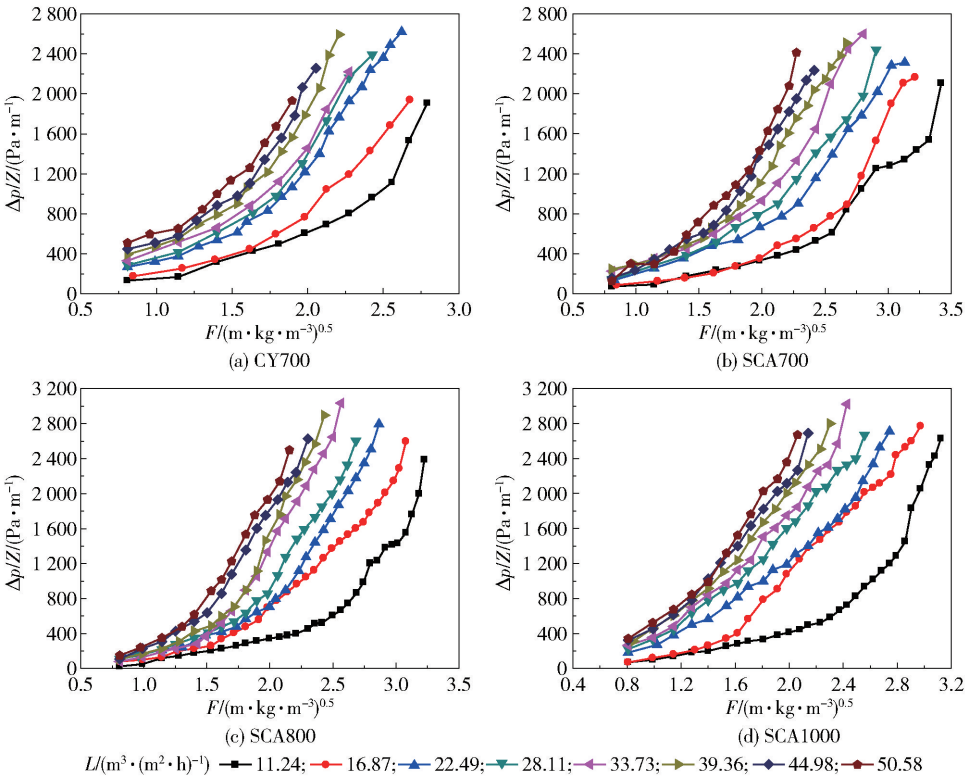 2 800
2 400
2 000
1 600
1 200
800
400
0
0.5 1.0 1.5 2.0 2.5 3.0
Δp/Z/(Pa·m⁻¹)
F/(m·kg·m⁻³)⁰·⁵
(a) CY700
2 800
2 400
2 000
1 600
1 200
800
400
0
0.5 1.0 1.5 2.0 2.5 3.0 3.5
Δp/Z/(Pa·m⁻¹)
F/(m·kg·m⁻³)⁰·⁵
(b) SCA700
3 200
2 800
2 400
2 000
1 600
1 200
800
400
0
0.5 1.0 1.5 2.0 2.5 3.0 3.5
Δp/Z/(Pa·m⁻¹)
F/(m·kg·m⁻³)⁰·⁵
(c) SCA800
3 200
2 800
2 400
2 000
1 600
1 200
800
400
0
0.4 0.8 1.2 1.6 2.0 2.4 2.8 3.2
Δp/Z/(Pa·m⁻¹)
F/(m·kg·m⁻³)⁰·⁵
(d) SCA1000
L/(m³·(m²·h)⁻¹) 11.24; 16.87; 22.49; 28.11; 33.73; 39.36; 44.98; 50.58